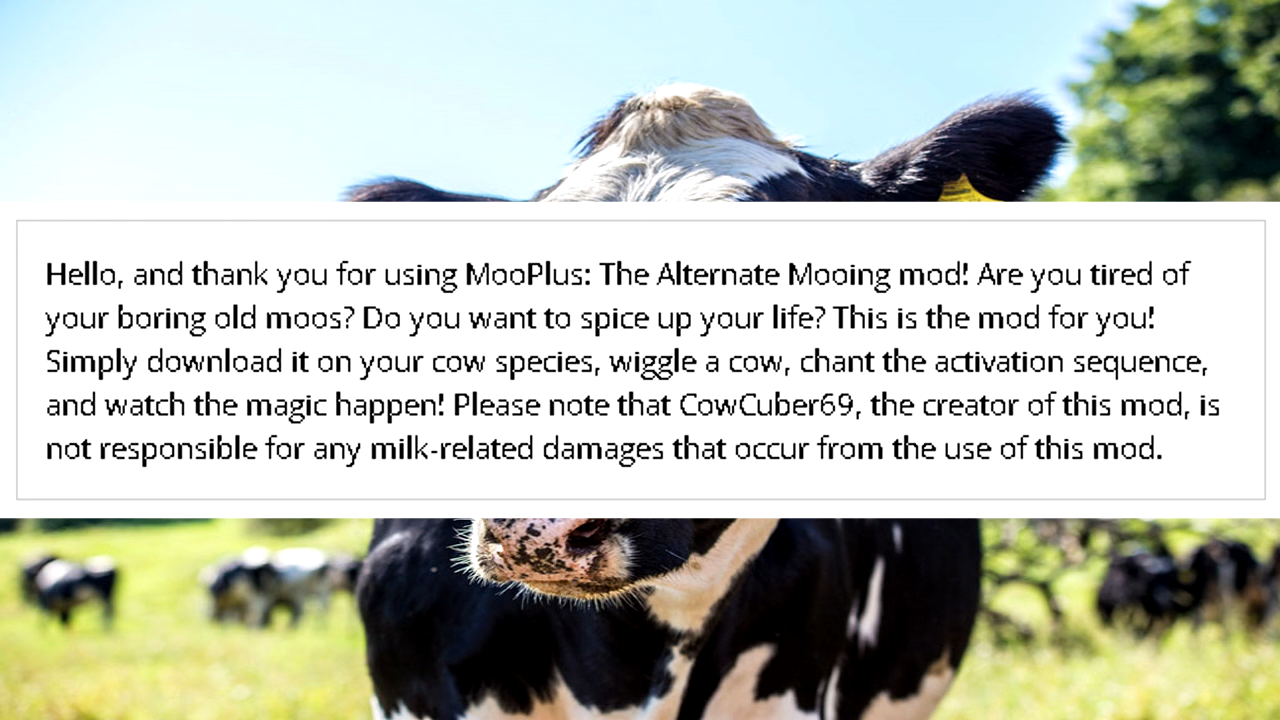 Hello, and thank you for using MooPlus: The Alternate Mooing mod! Are you tired of
your boring old moos? Do you want to spice up your life? This is the mod for you!
Simply download it on your cow species, wiggle a cow, chant the activation sequence,
and watch the magic happen! Please note that CowCuber69, the creator of this mod, is
not responsible for any milk-related damages that occur from the use of this mod.